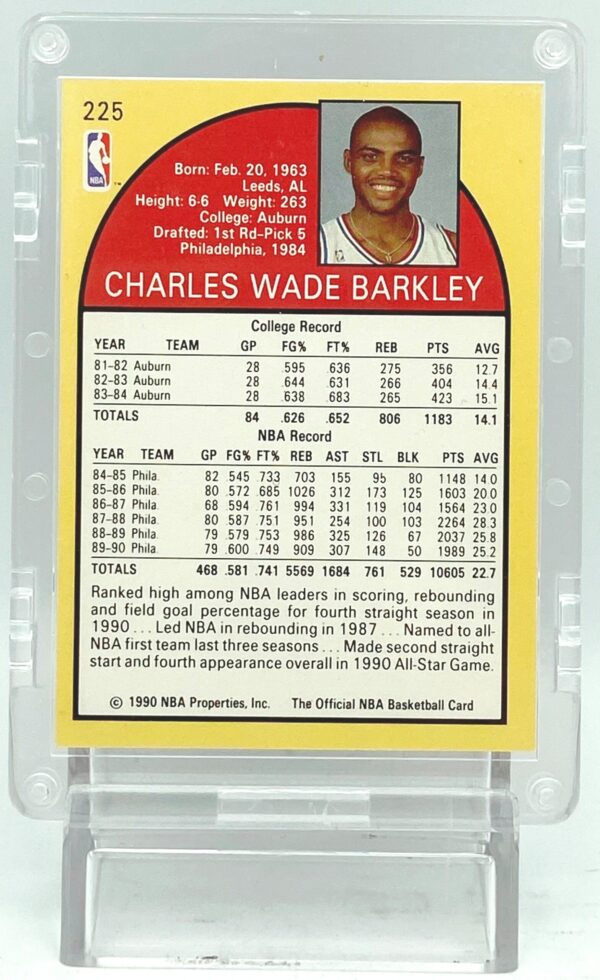 225
NBA
™
Born: Feb. 20, 1963
Leeds, AL
Height: 6-6 Weight: 263
College: Auburn
Drafted: 1st Rd-Pick 5
Philadelphia, 1984
CHARLES WADE BARKLEY
College Record
YEAR TEAM GP FG% FT% REB PTS AVG
81-82 Auburn 28 .595 .636 275 356 12.7
82-83 Auburn 28 .644 .631 266 404 14.4
83-84 Auburn 28 .638 .683 265 423 15.1
TOTALS 84 .626 .652 806 1183 14.1
NBA Record
YEAR TEAM GP FG% FT% REB AST STL BLK PTS AVG
84-85 Phila. 82 .545 .733 703 155 95 80 1148 14.0
85-86 Phila. 80 .572 .685 1026 312 173 125 1603 20.0
86-87 Phila. 68 .594 .761 994 331 119 104 1564 23.0
87-88 Phila. 80 .587 .751 951 254 100 103 2264 28.3
88-89 Phila. 79 .579 .753 986 325 126 67 2037 25.8
89-90 Phila. 79 .600 .749 909 307 148 50 1989 25.2
TOTALS 468 .581 .741 5569 1684 761 529 10605 22.7
Ranked high among NBA leaders in scoring, rebounding
and field goal percentage for fourth straight season in
1990 . . . Led NBA in rebounding in 1987 . . . Named to all-
NBA first team last three seasons . . . Made second straight
start and fourth appearance overall in 1990 All-Star Game.
© 1990 NBA Properties, Inc. The Official NBA Basketball Card